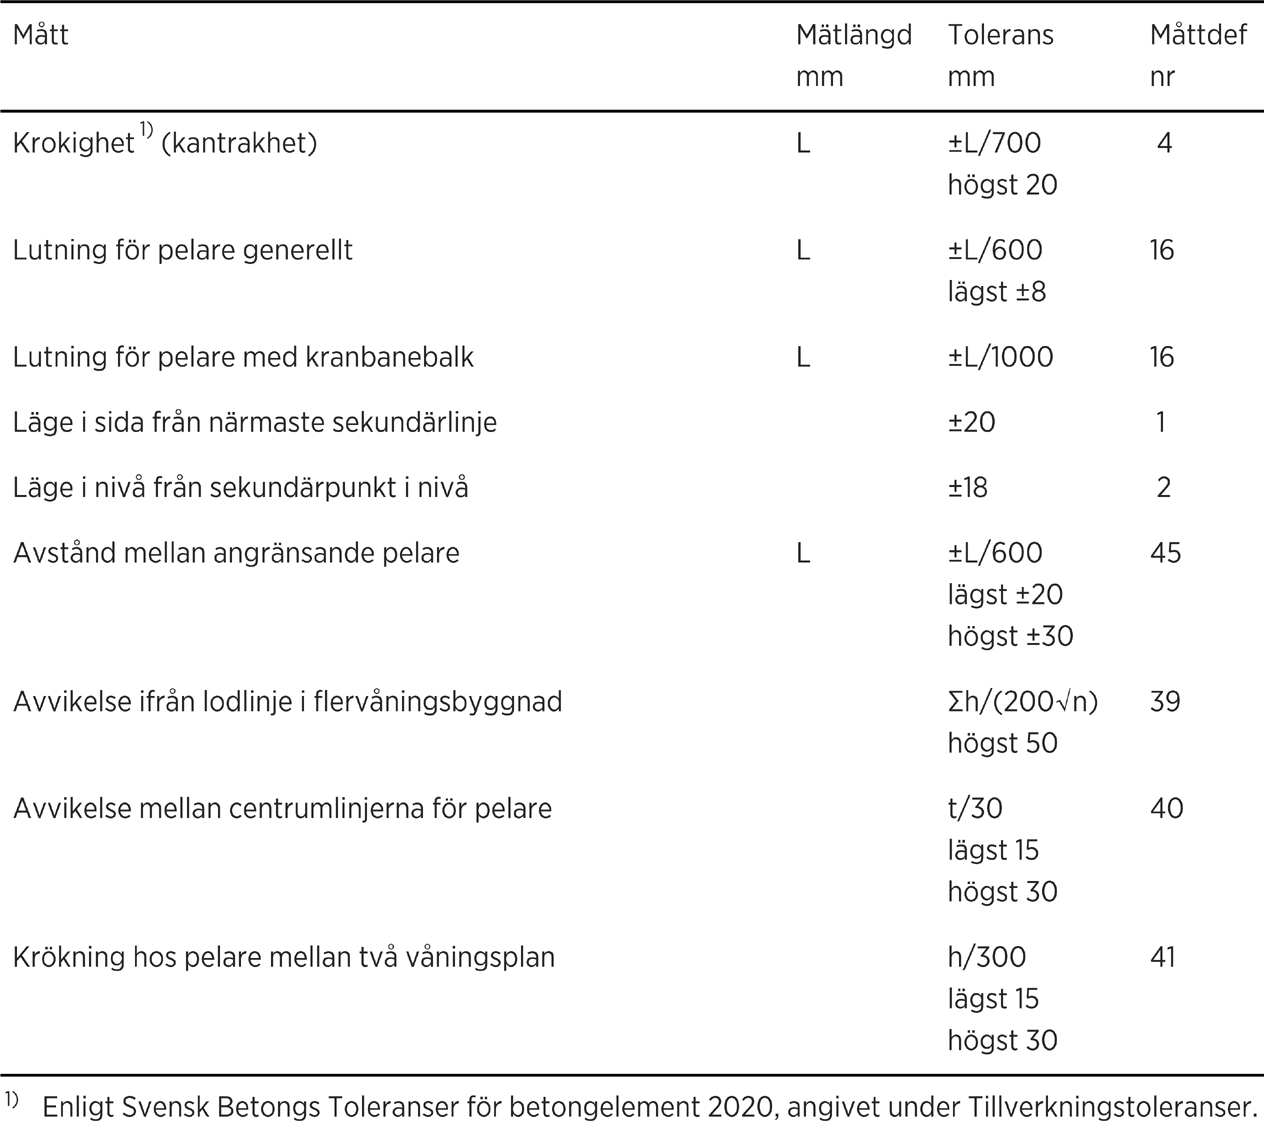 Mått Mätlängd Tolerans Måttdef
mm mm nr
Krokighet 1) (kantrakhet) L ±L/700 4
högst 20
Lutning för pelare generellt L ±L/600 16
lägst ±8
Lutning för pelare med kranbanebalk L ±L/1000 16
Läge i sida från närmaste sekundärlinje ±20 1
Läge i nivå från sekundärpunkt i nivå ±18 2
Avstånd mellan angränsande pelare L ±L/600 45
lägst ±20
högst ±30
Avvikelse ifrån lodlinje i flervåningsbyggnad Σh/(200√n) 39
högst 50
Avvikelse mellan centrumlinjerna för pelare t/30 40
lägst 15
högst 30
Krökning hos pelare mellan två våningsplan h/300 41
lägst 15
högst 30
1) Enligt Svensk Betongs Toleranser för betongelement 2020, angivet under Tillverkningstoleranser.